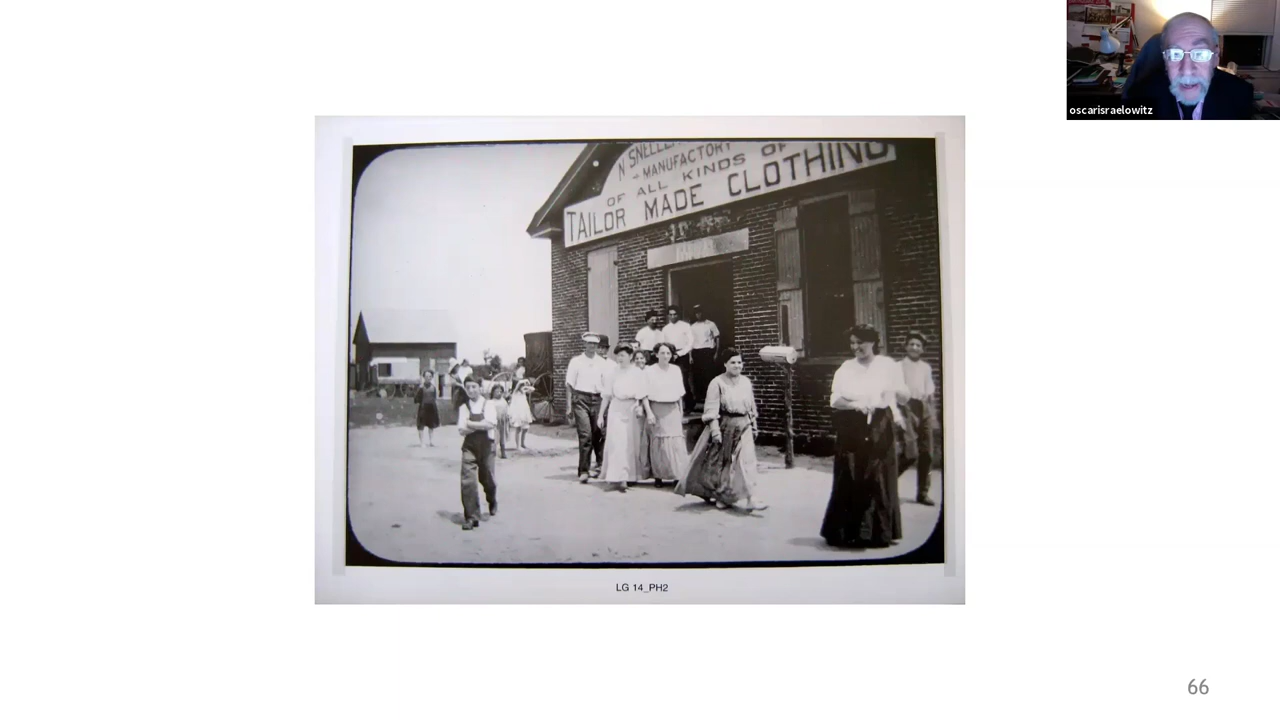 oscarisraelowitz
MANUFACTORY
OF ALL KINDS OF
TAILOR MADE CLOTHING
LG 14_PH2
66